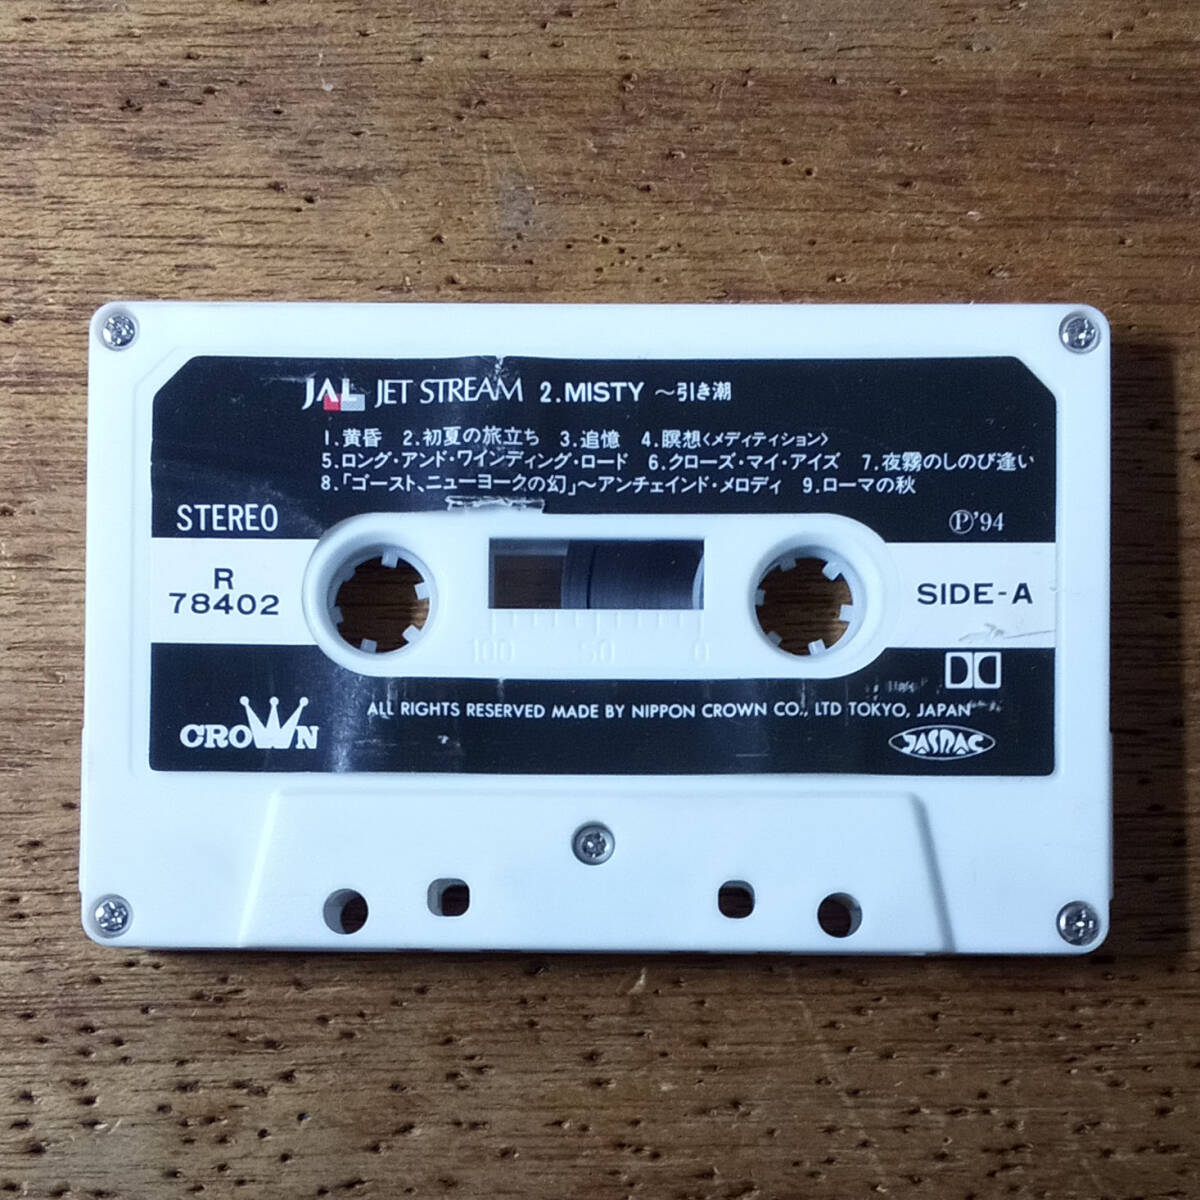 JAL JET STREAM 2.MISTY ～引き潮
1.黄昏 2.初夏の旅立ち 3.追憶 4.瞑想〈メディティション〉
5.ロング・アンド・ワインディング・ロード 6.クローズ・マイ・アイズ 7.夜霧のしのび逢い
8.「ゴースト、ニューヨークの幻」～アンチェインド・メロディ 9.ローマの秋
STEREO
Ⓟ'94
R
78402
SIDE-A
100 50 0
CROWN
ALL RIGHTS RESERVED MADE BY NIPPON CROWN CO., LTD TOKYO, JAPAN
JASRAC